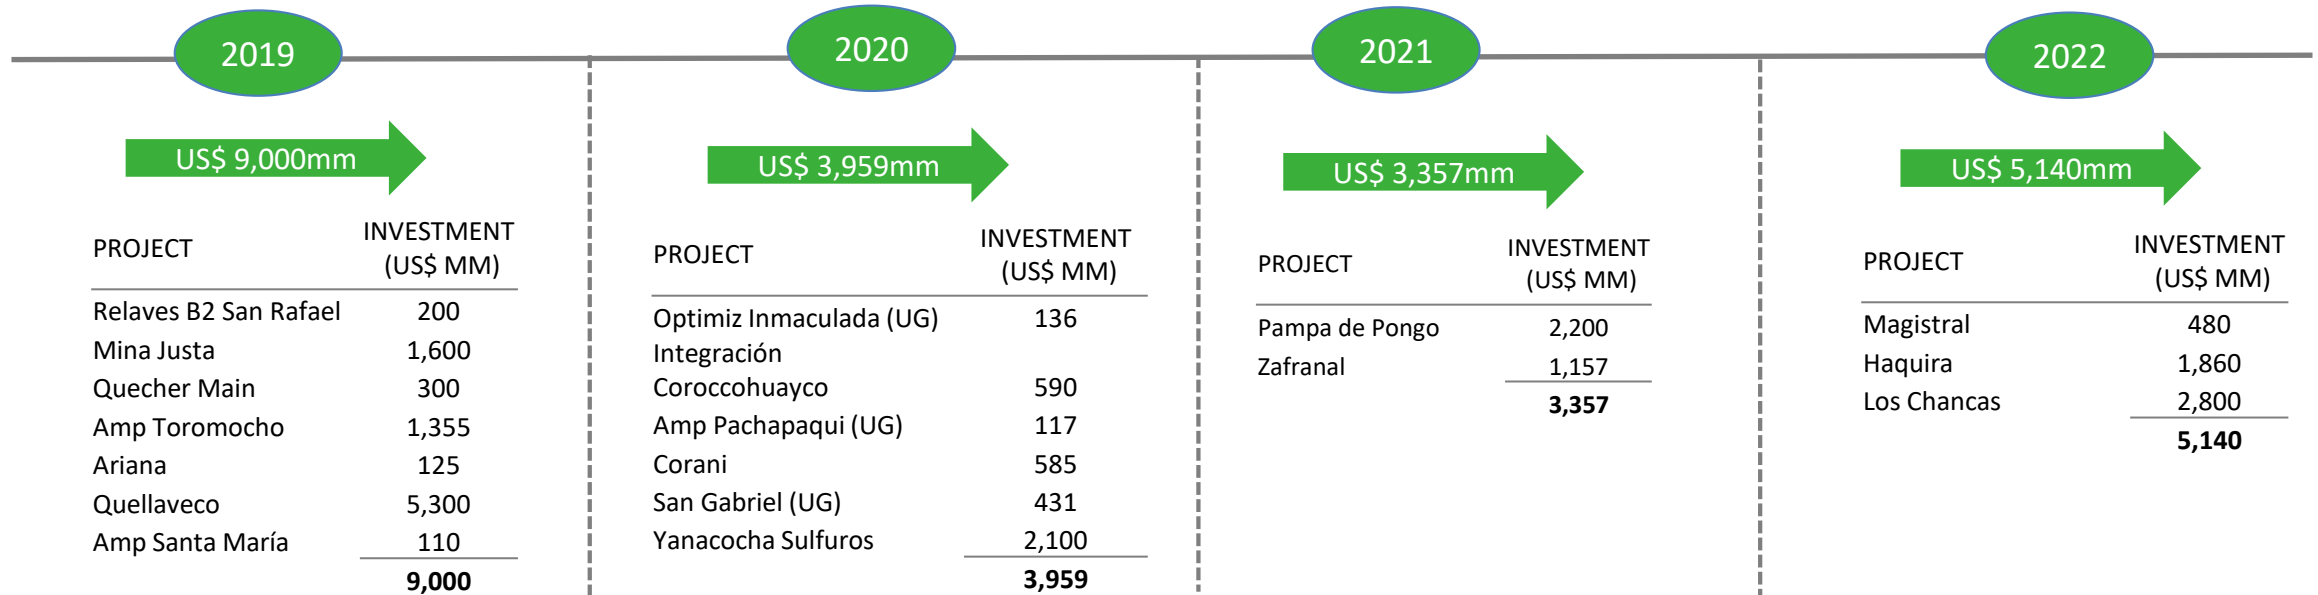 2019
US$ 9,000mm
PROJECT INVESTMENT
(US$ MM)
Relaves B2 San Rafael 200
Mina Justa 1,600
Quecher Main 300
Amp Toromocho 1,355
Ariana 125
Quellaveco 5,300
Amp Santa María 110
9,000
2020
US$ 3,959mm
PROJECT INVESTMENT
(US$ MM)
Optimiz Inmaculada (UG) 136
Integración
Coroccohuayco 590
Amp Pachapaqui (UG) 117
Corani 585
San Gabriel (UG) 431
Yanacocha Sulfuros 2,100
3,959
2021
US$ 3,357mm
PROJECT INVESTMENT
(US$ MM)
Pampa de Pongo 2,200
Zafranal 1,157
3,357
2022
US$ 5,140mm
PROJECT INVESTMENT
(US$ MM)
Magistral 480
Haquira 1,860
Los Chancas 2,800
5,140